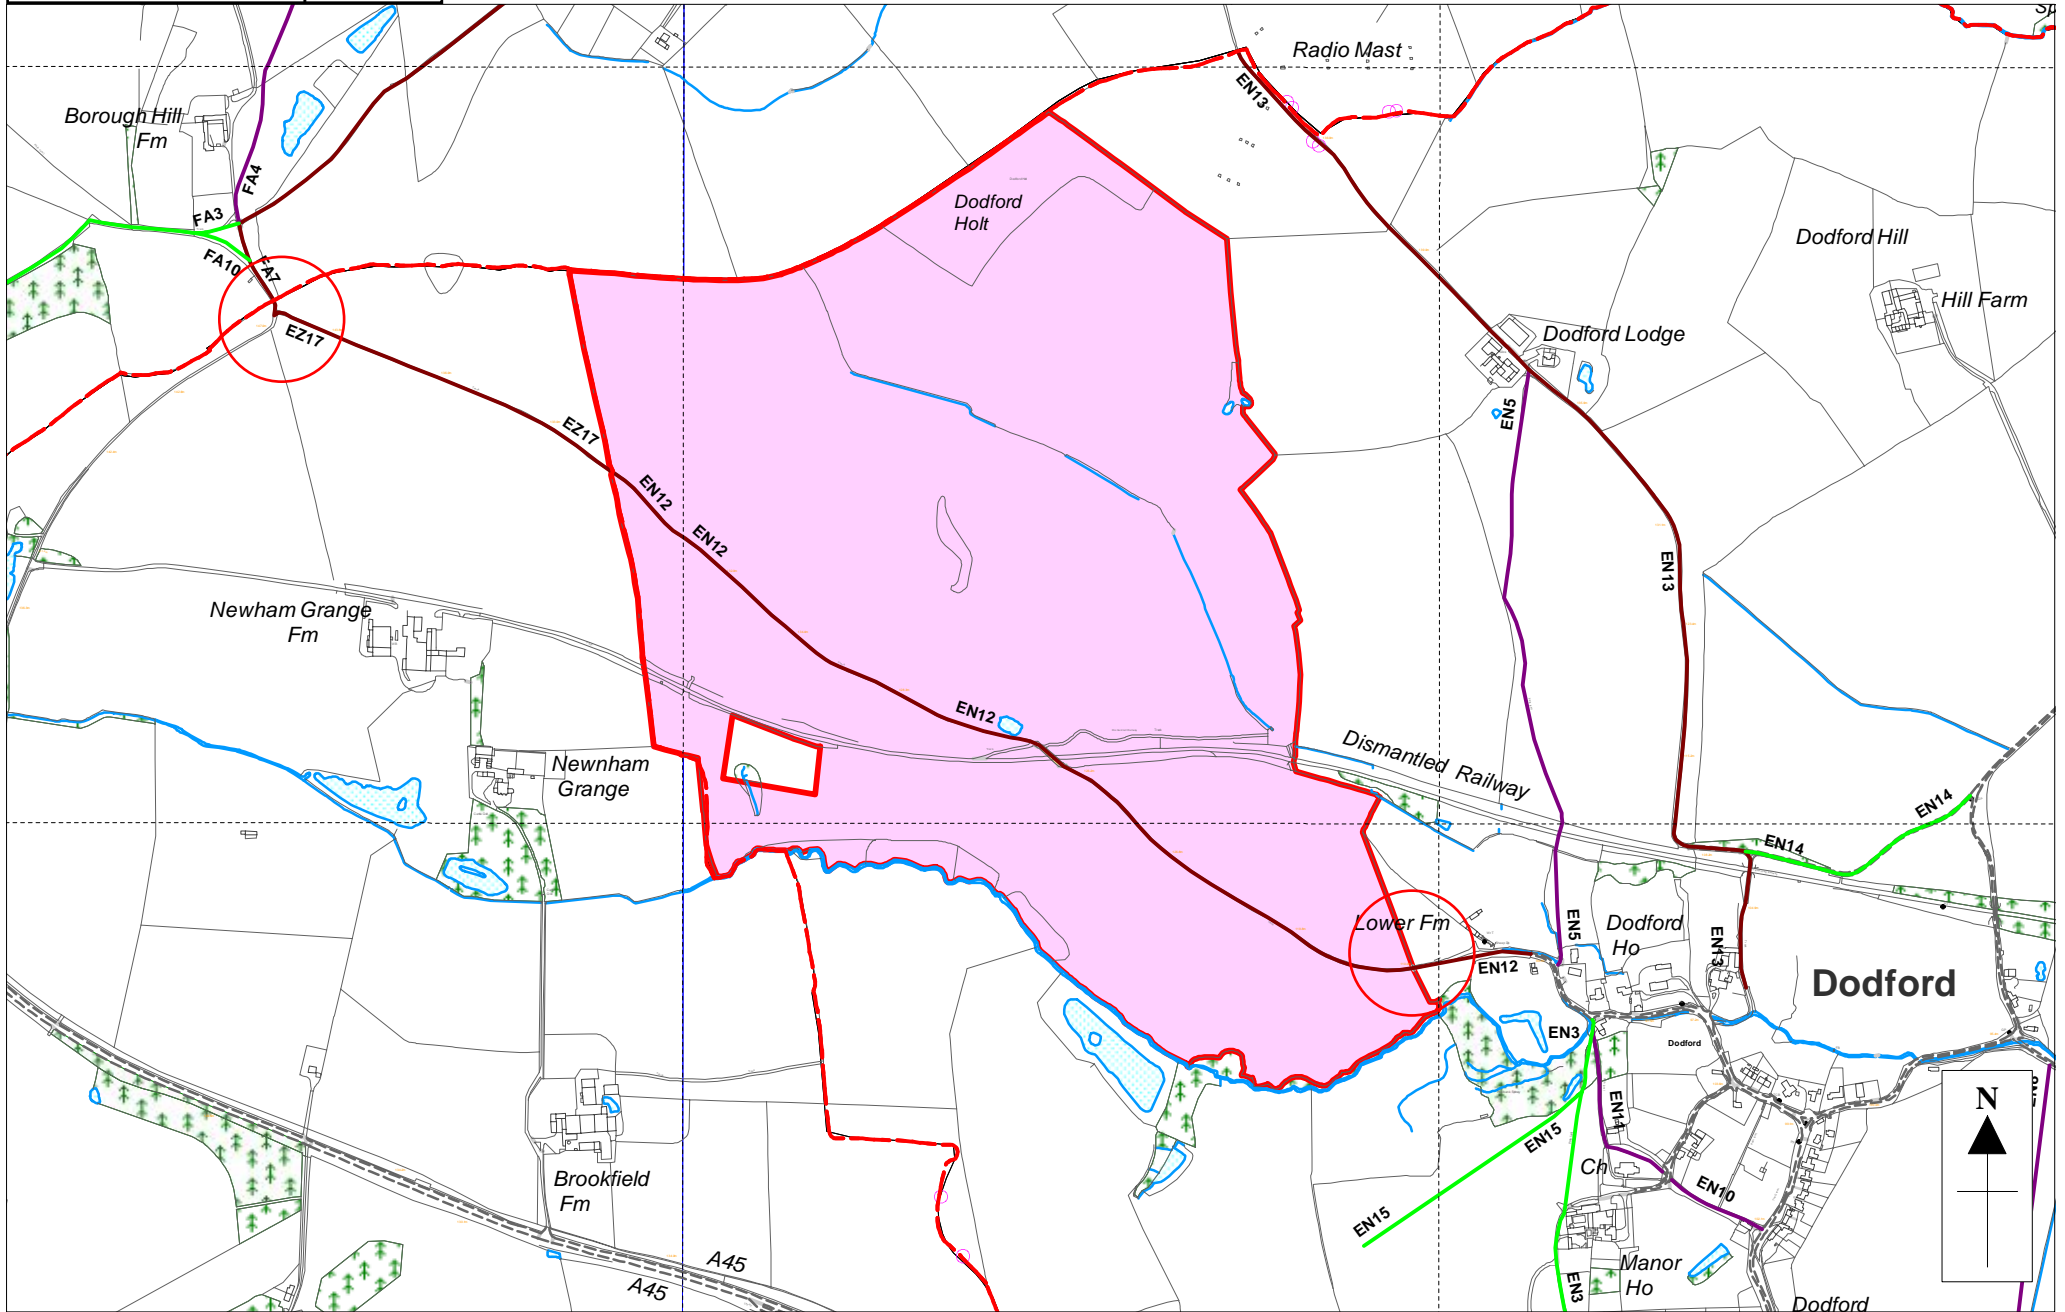 Sp
Radio Mast
EN13
Borough Hill
Fm
FA4
Dodford
Holt
FA3
FA10
FA7
Dodford Hill
Hill Farm
EZ17
Dodford Lodge
EN5
EZ17
EN12
EN12
EN13
Newham Grange
Fm
EN12
Dismantled Railway
Newnham
Grange
EN14
EN14
Lower Fm
EN5
Dodford
Ho
EN13
EN12
Dodford
EN3
Dodford
N
EN11
EN15
Ch
Brookfield
Fm
EN10
EN15
A45
A45
Manor
Ho
EN3
Dodford